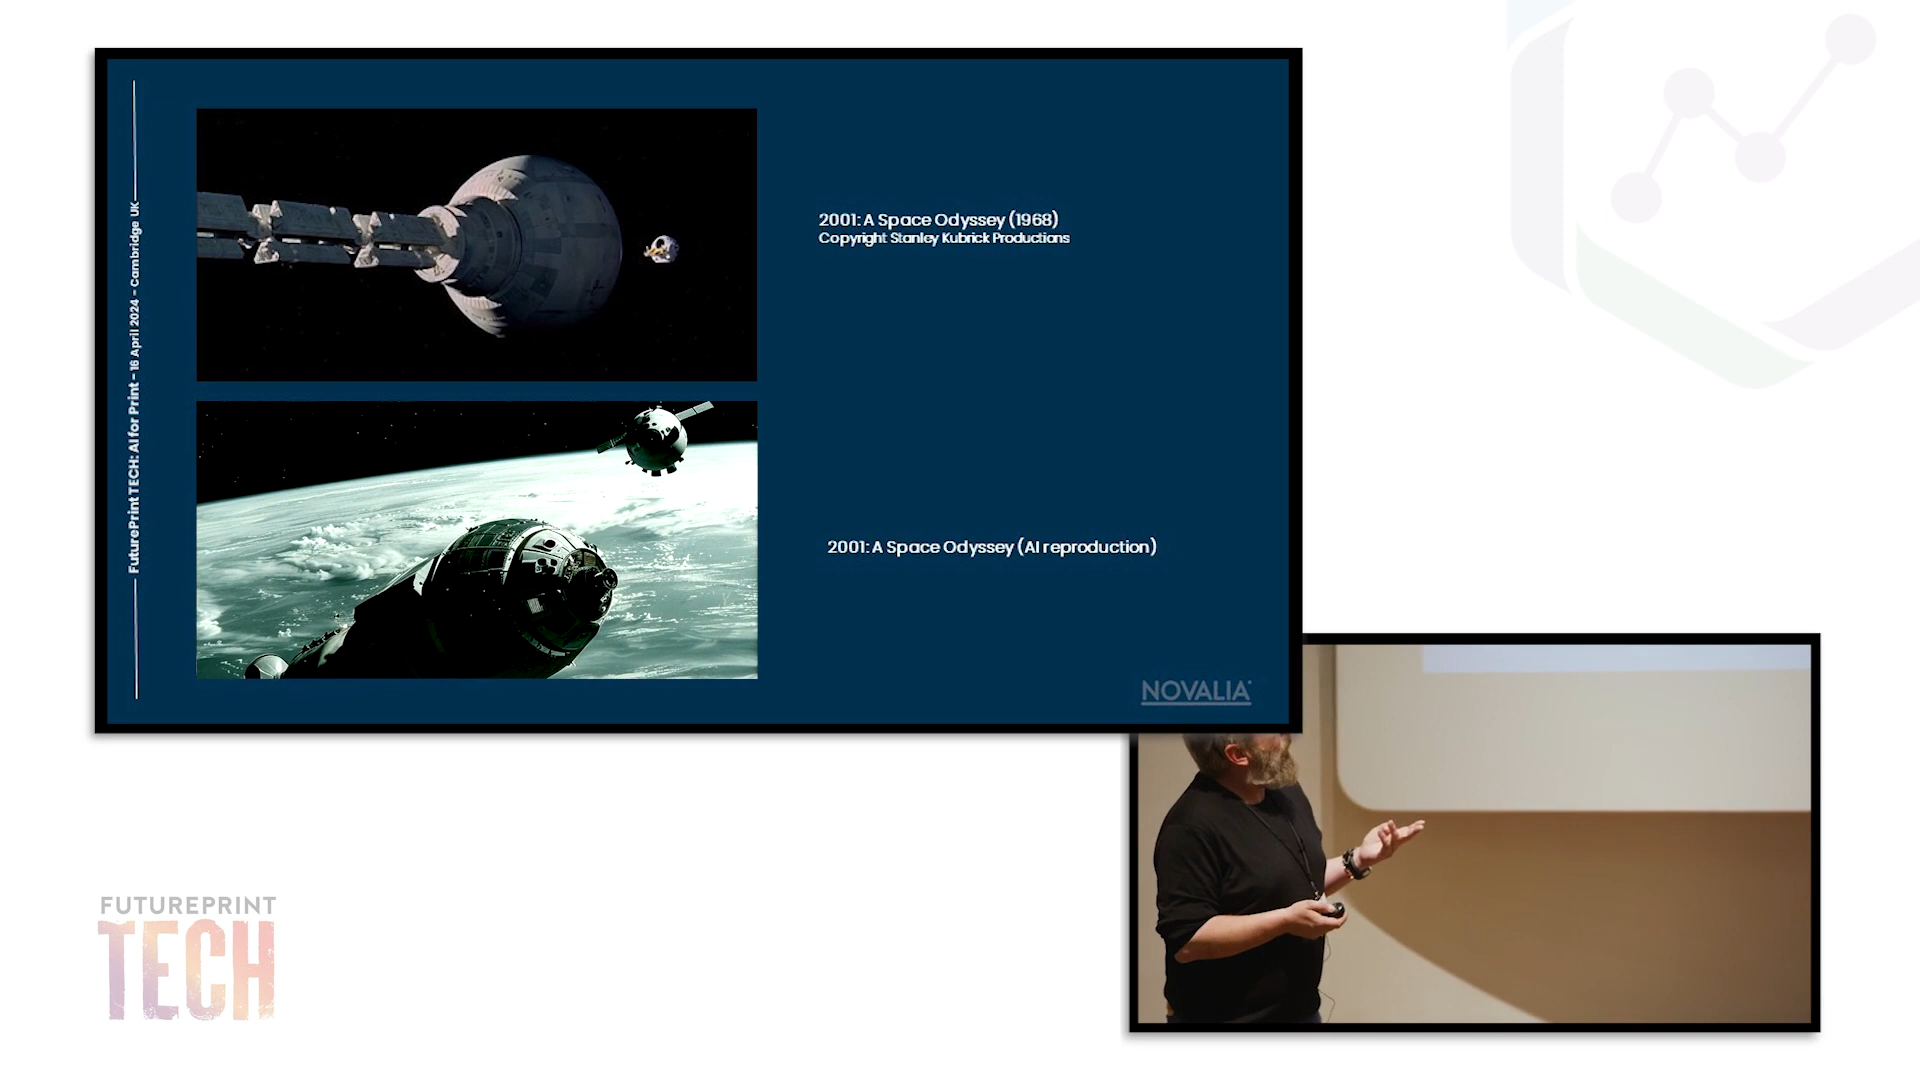 FuturePrint TECH: AI for Print - 16 April 2024 - Cambridge UK
2001: A Space Odyssey (1968)
Copyright Stanley Kubrick Productions
2001: A Space Odyssey (AI reproduction)
NOVALIA
FUTUREPRINT
TECH